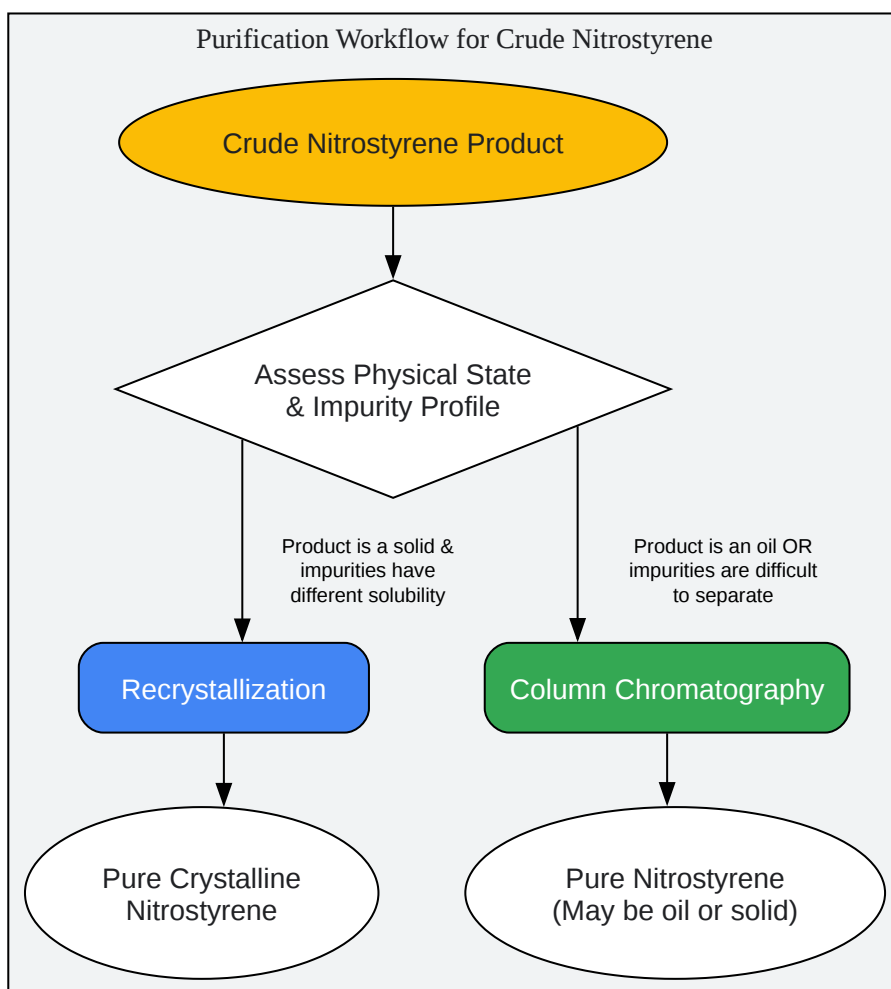 Purification Workflow for Crude Nitrostyrene
Crude Nitrostyrene Product
Assess Physical State
& Impurity Profile
Product is a solid &
impurities have
different solubility
Product is an oil OR
impurities are difficult
to separate
Recrystallization
Column Chromatography
Pure Crystalline
Nitrostyrene
Pure Nitrostyrene
(May be oil or solid)